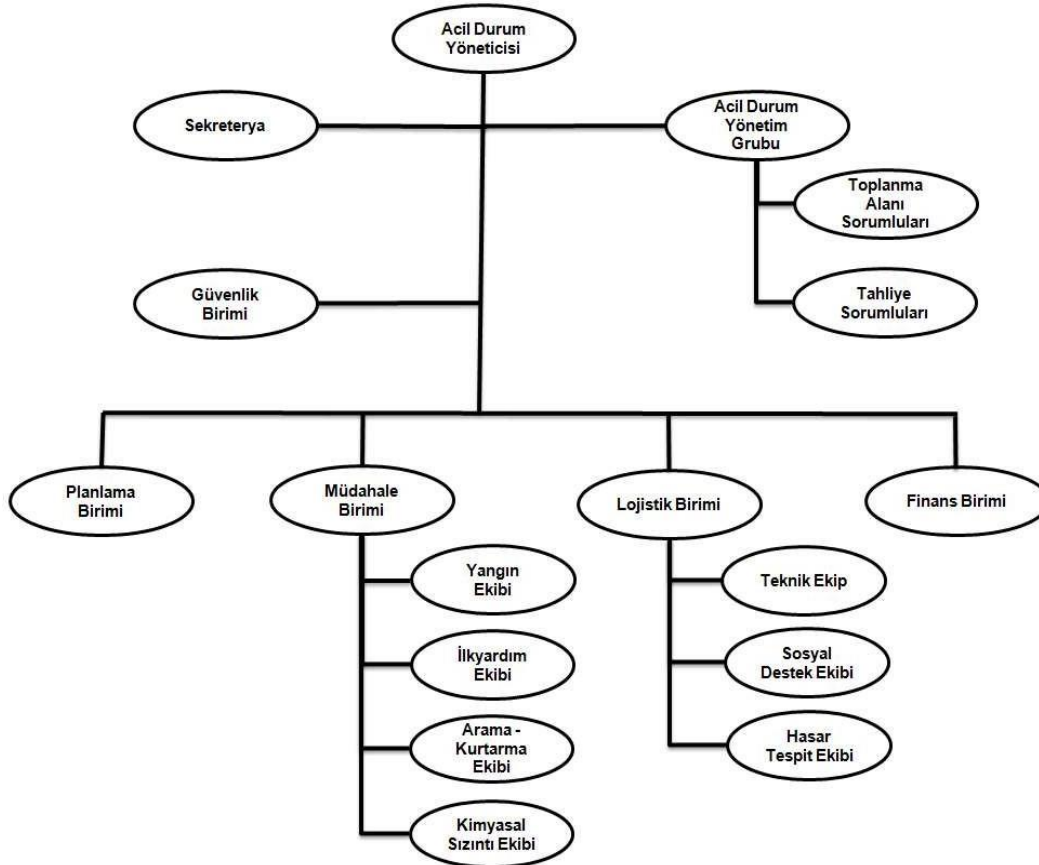 Acil Durum
Yöneticisi
Sekreterya
Acil Durum
Yönetim
Grubu
Toplanma
Alanı
Sorumluları
Güvenlik
Birimi
Tahliye
Sorumluları
Planlama
Birimi
Müdahale
Birimi
Lojistik Birimi
Finans Birimi
Yangın
Ekibi
İlkyardım
Ekibi
Arama -
Kurtarma
Ekibi
Kimyasal
Sızıntı Ekibi
Teknik Ekip
Sosyal
Destek Ekibi
Hasar
Tespit Ekibi